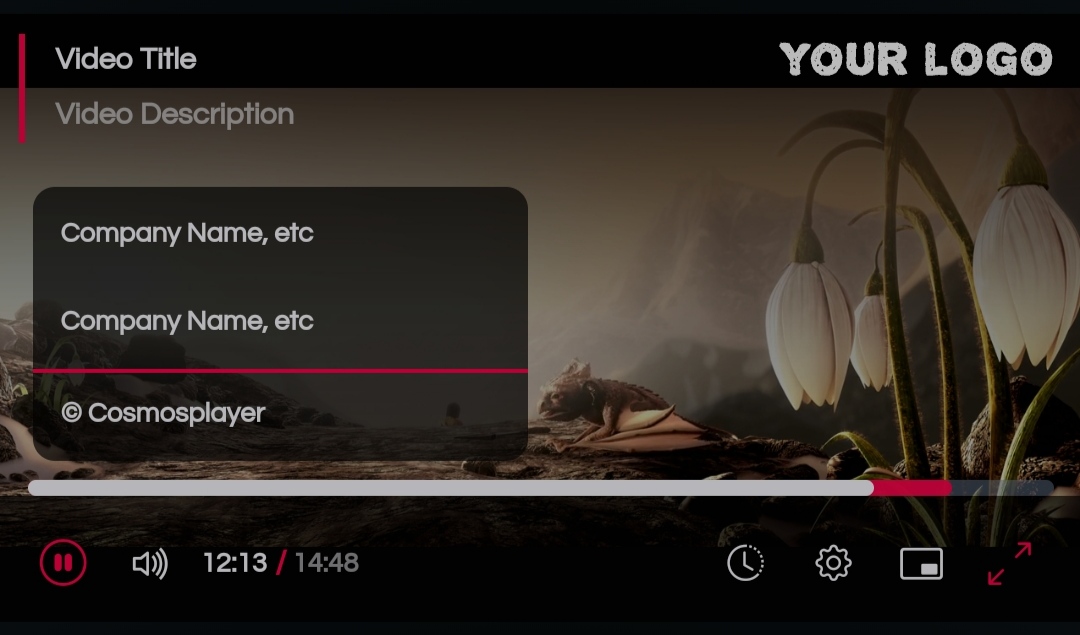 Video Title
YOUR LOGO
Video Description
Company Name, etc
Company Name, etc
© Cosmosplayer
12:13 / 14:48